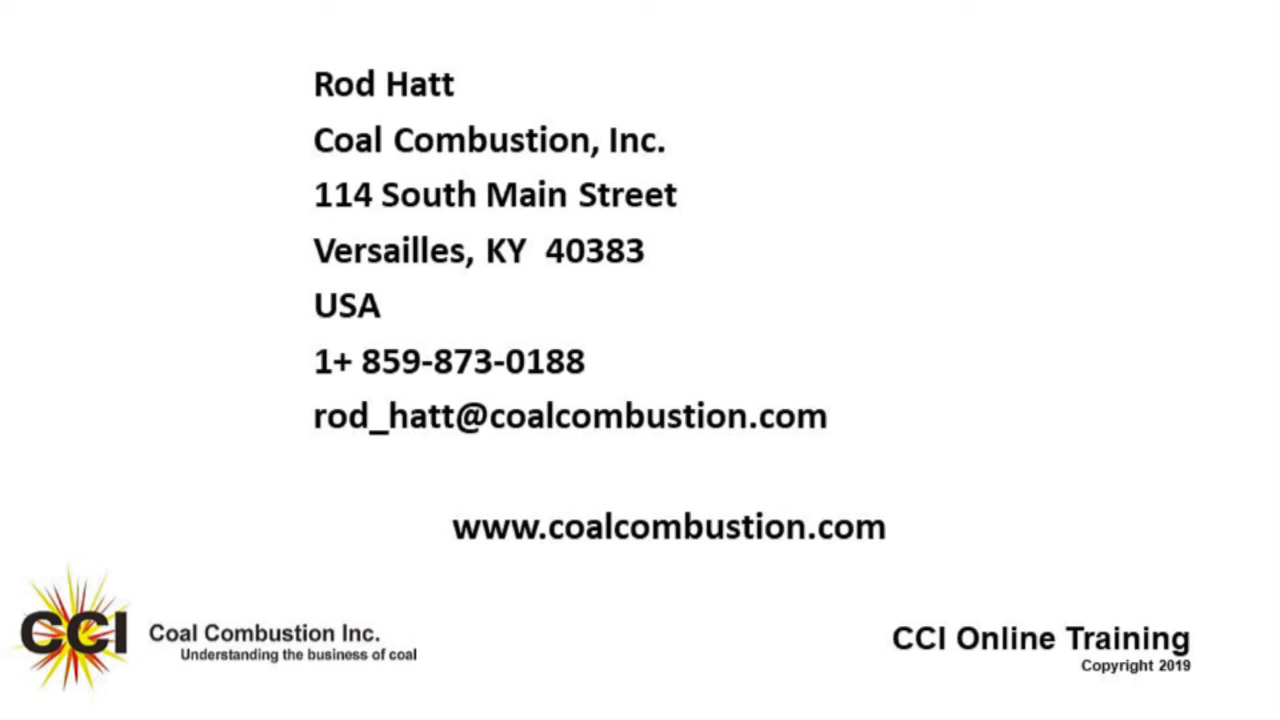 Rod Hatt
Coal Combustion, Inc.
114 South Main Street
Versailles, KY  40383
USA
1+ 859-873-0188
rod_hatt@coalcombustion.com
www.coalcombustion.com
CCI
Coal Combustion Inc.
Understanding the business of coal
CCI Online Training
Copyright 2019